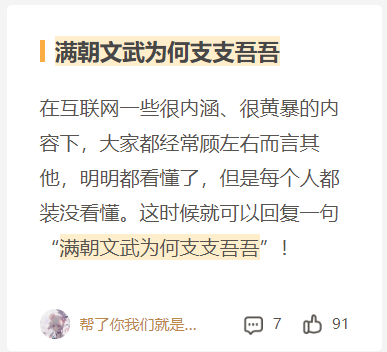 满朝文武为何支支吾吾
在互联网一些很内涵、很黄暴的内
容下，大家都经常顾左右而言其
他，明明都看懂了，但是每个人都
装没看懂。这时候就可以回复一句
“满朝文武为何支支吾吾”！
帮了你我们就是... 7 91